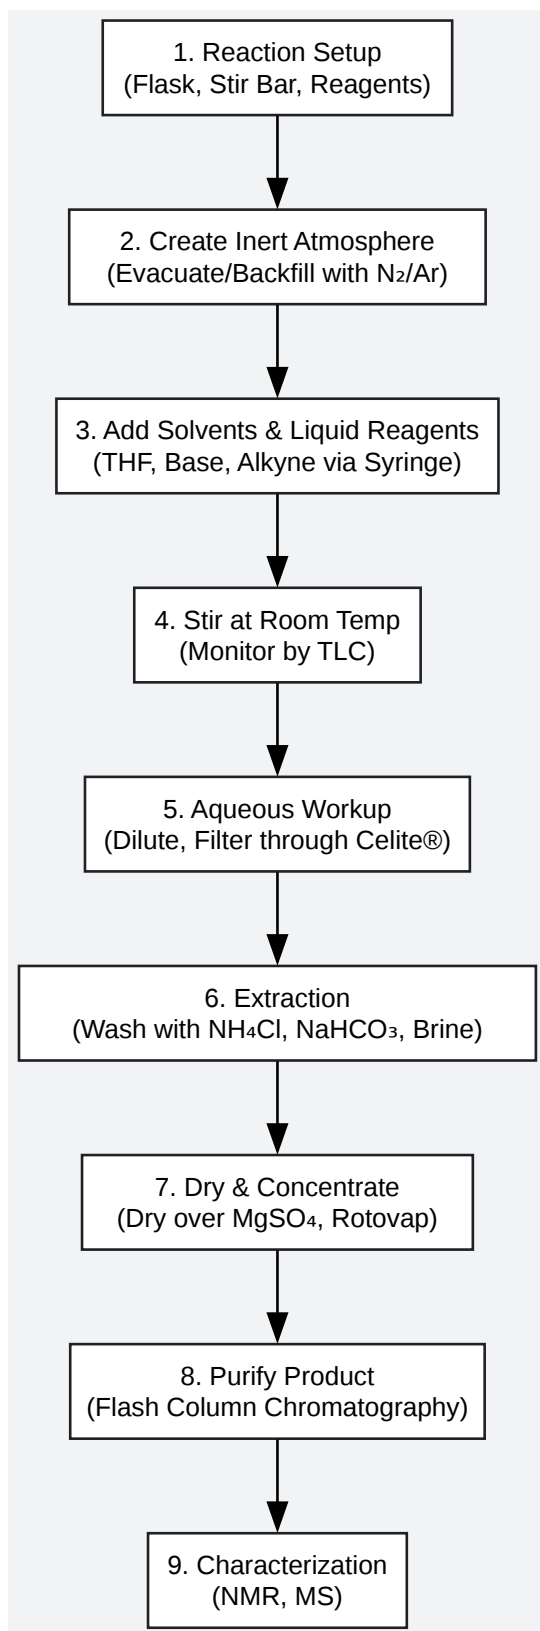 1. Reaction Setup
(Flask, Stir Bar, Reagents)
2. Create Inert Atmosphere
(Evacuate/Backfill with N₂/Ar)
3. Add Solvents & Liquid Reagents
(THF, Base, Alkyne via Syringe)
4. Stir at Room Temp
(Monitor by TLC)
5. Aqueous Workup
(Dilute, Filter through Celite®)
6. Extraction
(Wash with NH₄Cl, NaHCO₃, Brine)
7. Dry & Concentrate
(Dry over MgSO₄, Rotovap)
8. Purify Product
(Flash Column Chromatography)
9. Characterization
(NMR, MS)